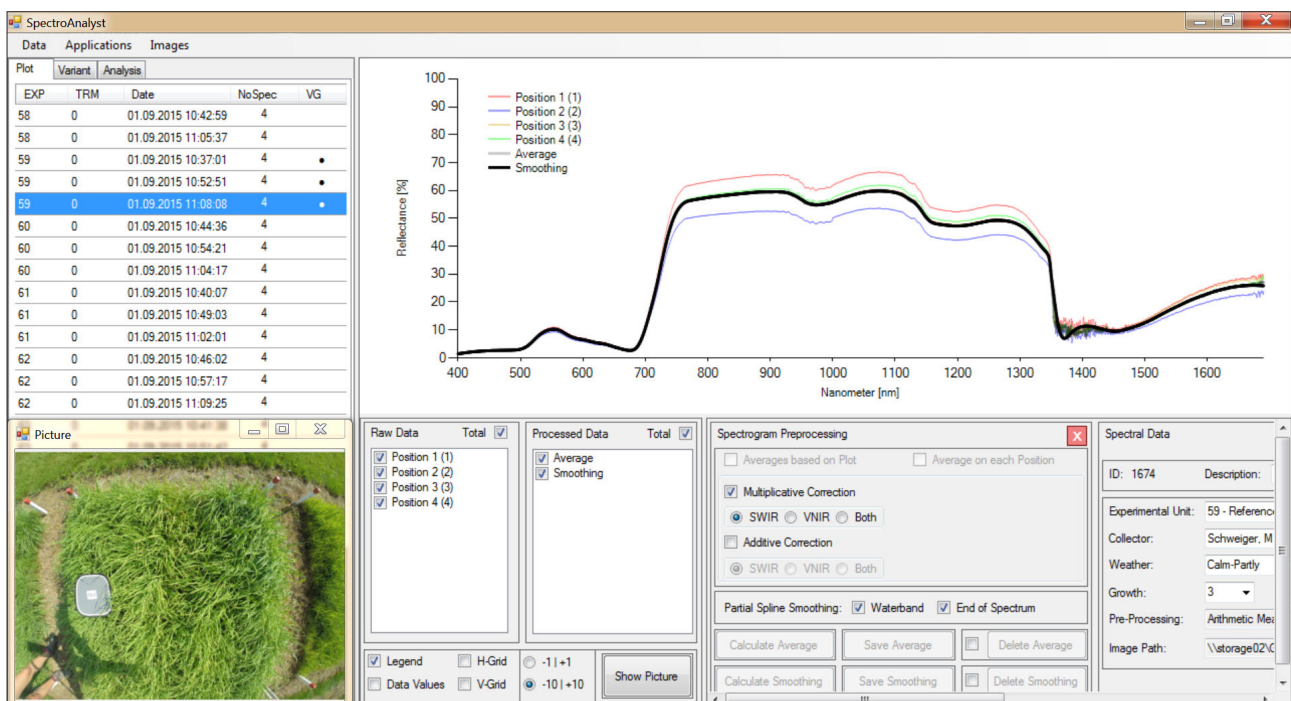 SpectroAnalyst
Data Applications Images
Plot Variant Analysis
EXP TRM Date NoSpec VG
58 0 01.09.2015 10:42:59 4
58 0 01.09.2015 11:05:37 4
59 0 01.09.2015 10:37:01 4 •
59 0 01.09.2015 10:52:51 4 •
59 0 01.09.2015 11:08:08 4 •
60 0 01.09.2015 10:44:36 4
60 0 01.09.2015 10:54:21 4
60 0 01.09.2015 11:04:17 4
61 0 01.09.2015 10:40:07 4
61 0 01.09.2015 10:49:03 4
61 0 01.09.2015 11:02:01 4
62 0 01.09.2015 10:46:02 4
62 0 01.09.2015 10:57:17 4
62 0 01.09.2015 11:09:25 4
Picture
100
90
80
70
60
50
40
30
20
10
0
Reflectance [%]
Position 1 (1)
Position 2 (2)
Position 3 (3)
Position 4 (4)
Average
Smoothing
400 500 600 700 800 900 1000 1100 1200 1300 1400 1500 1600
Nanometer [nm]
Raw Data Total
Position 1 (1)
Position 2 (2)
Position 3 (3)
Position 4 (4)
Legend H-Grid
Data Values V-Grid
Processed Data Total
Average
Smoothing
-1 | +1
-10 | +10
Show Picture
Spectrogram Preprocessing X
Averages based on Plot Average on each Position
Multiplicative Correction
SWIR VNIR Both
Additive Correction
SWIR VNIR Both
Partial Spline Smoothing: Waterband End of Spectrum
Calculate Average Save Average Delete Average
Calculate Smoothing Save Smoothing Delete Smoothing
Spectral Data
ID: 1674 Description:
Experimental Unit: 59 - Reference
Collector: Schweiger, M
Weather: Calm-Partly
Growth: 3
Pre-Processing: Arithmetic Mea
Image Path: \\storage02\